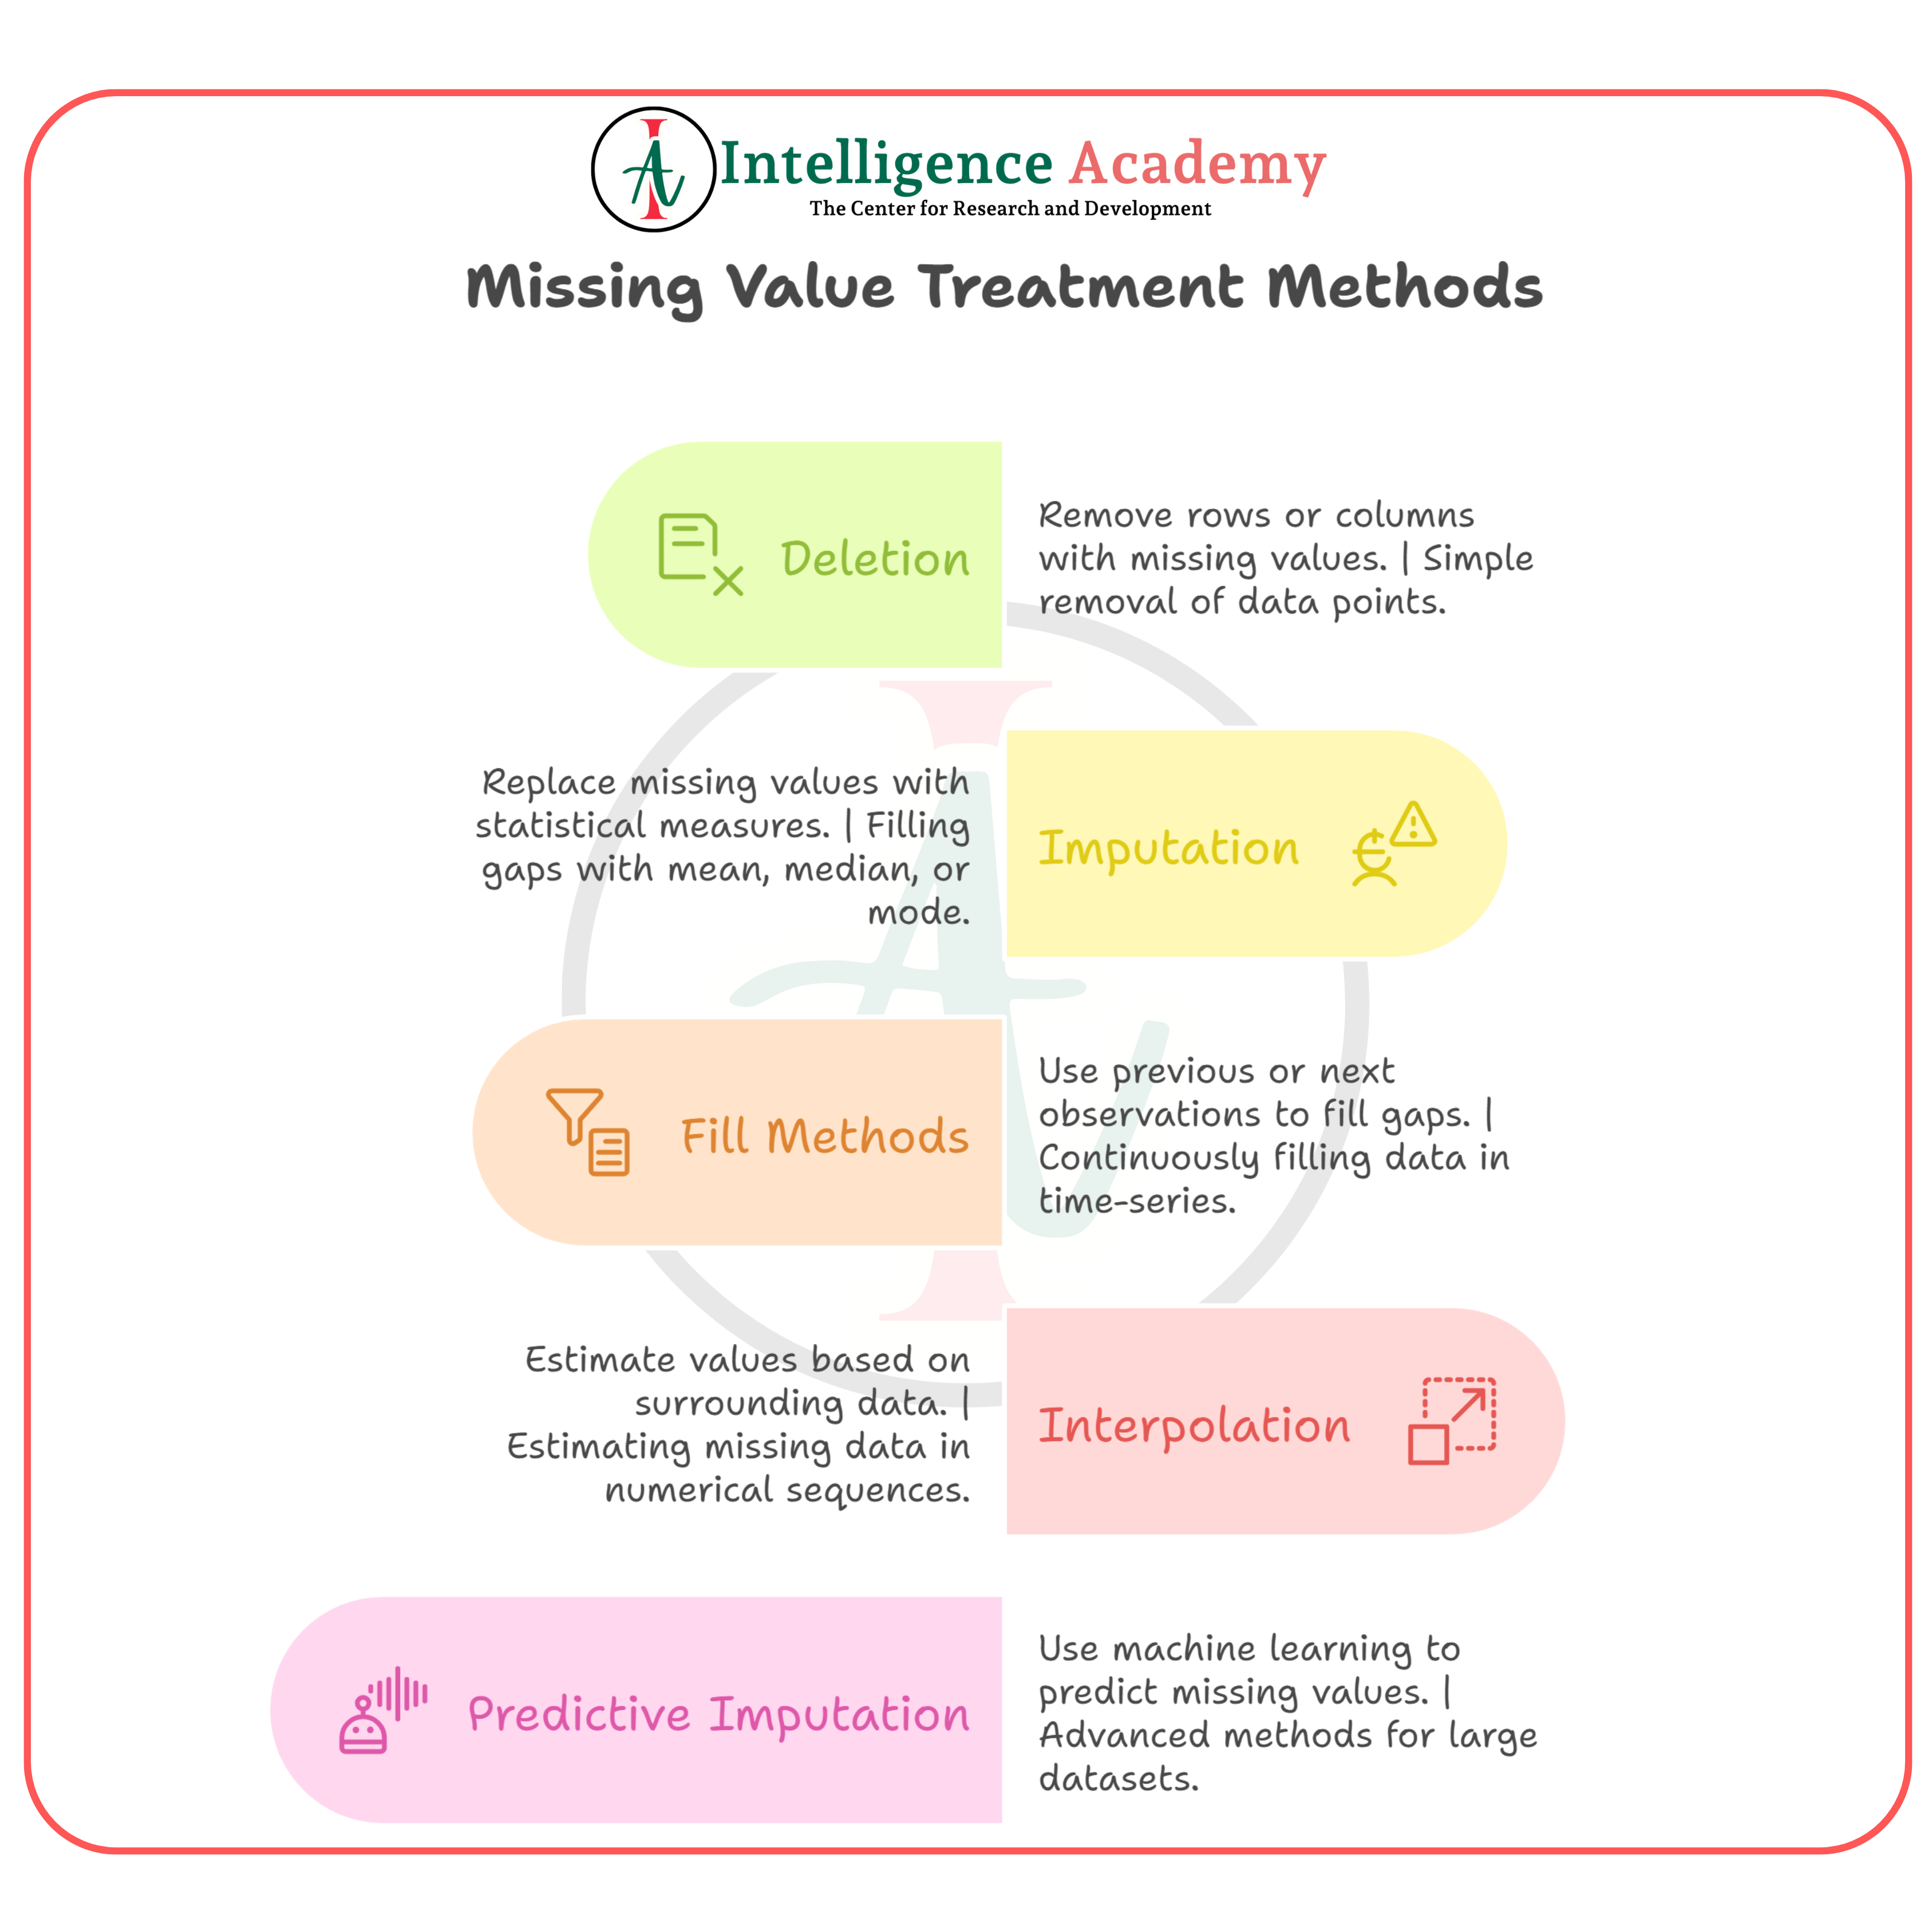 Intelligence Academy
The Center for Research and Development
Missing Value Treatment Methods
Deletion
Remove rows or columns
with missing values. | Simple
removal of data points.
Replace missing values with
statistical measures. | Filling
gaps with mean, median, or
mode.
Imputation
Fill Methods
Use previous or next
observations to fill gaps. |
Continuously filling data in
time-series.
Estimate values based on
surrounding data. |
Estimating missing data in
numerical sequences.
Interpolation
Predictive Imputation
Use machine learning to
predict missing values. |
Advanced methods for large
datasets.